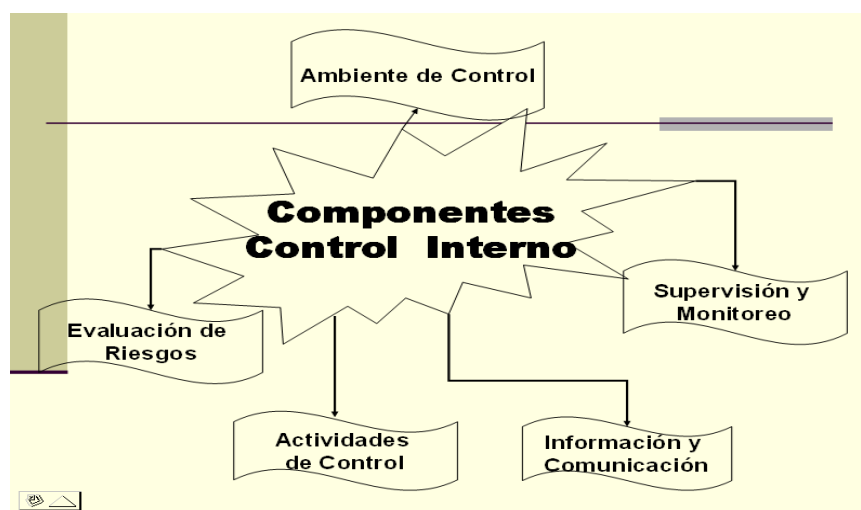 Ambiente de Control
Componentes
Control Interno
Supervisión y
Monitoreo
Evaluación de
Riesgos
Actividades
de Control
Información y
Comunicación